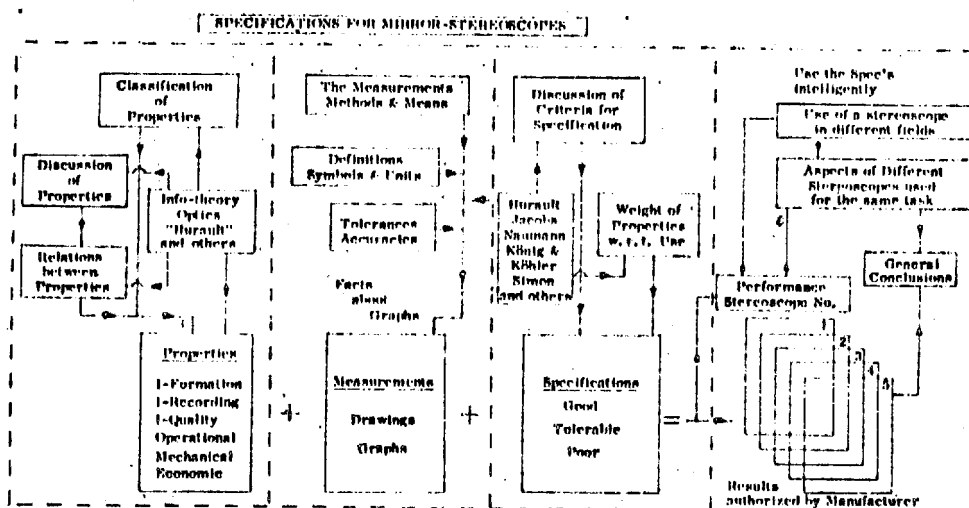 SPECIFICATIONS FOR MIRROR-STEREOSCOPES
Classification
of
Properties
Discussion
of
Properties
Info-theory
Optics
"Hurault"
and others
Relations
between
Properties
Properties
I-Formation
I-Recording
I-Quality
Operational
Mechanical
Economic
+
The Measurements
Methods & Means
Definitions
Symbols & Units
Tolerances
Accuracies
Facts
about
Graphs
Measurements
Drawings
Graphs
+
Discussion of
Criteria for
Specification
Hurault
Jacobs
Naumann
König &
Köhler
Simon
and others
Weight of
Properties
w.r.t. Use
Specifications
Good
Tolerable
Poor
=
Use the Spec's
intelligently
Use of a stereoscope
in different fields
Aspects of Different
Stereoscopes used
for the same task
General
Conclusions
Performance
Stereoscope No.
1
2
3
4
5
Results
authorized by Manufacturer